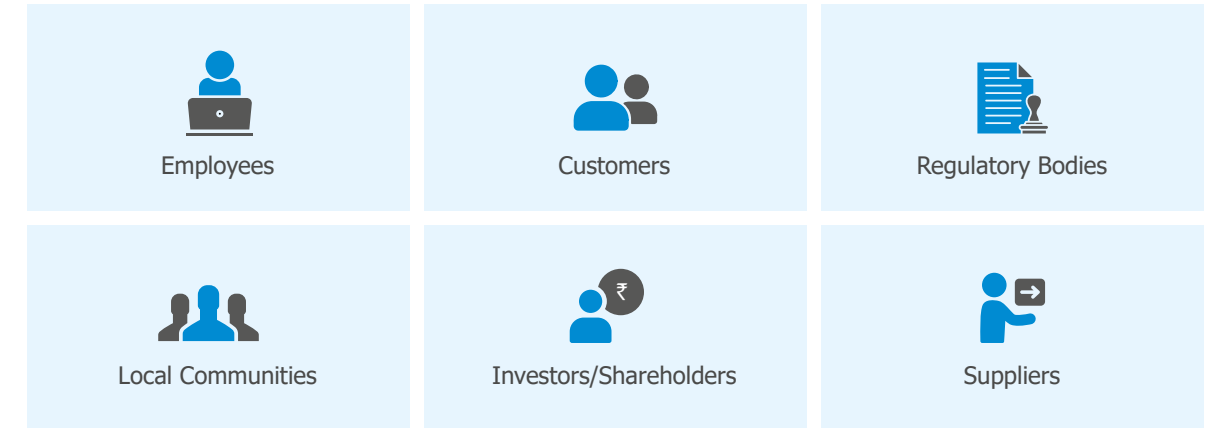 Employees
Customers
Regulatory Bodies
Local Communities
₹
Investors/Shareholders
Suppliers